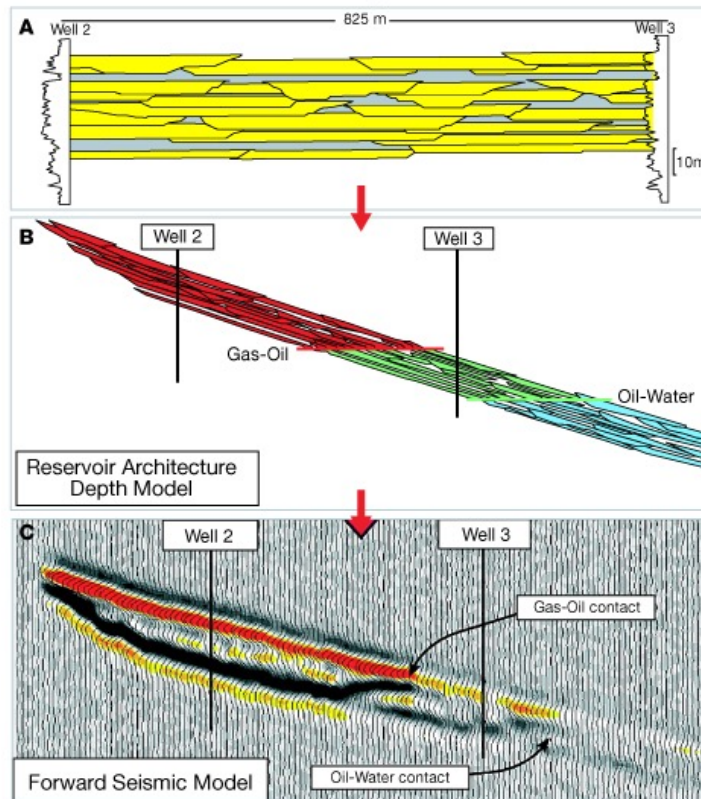 825 m
A
Well 2
Well 3
10m
B
Well 2
Well 3
Gas-Oil
Oil-Water
Reservoir Architecture
Depth Model
C
Well 2
Well 3
Gas-Oil contact
Oil-Water contact
Forward Seismic Model